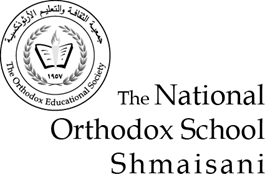 جمعية الثقافة والتعليم الأرثوذكسية
١٩٥٧
The Orthodox Educational Society
The National
Orthodox School
Shmaisani